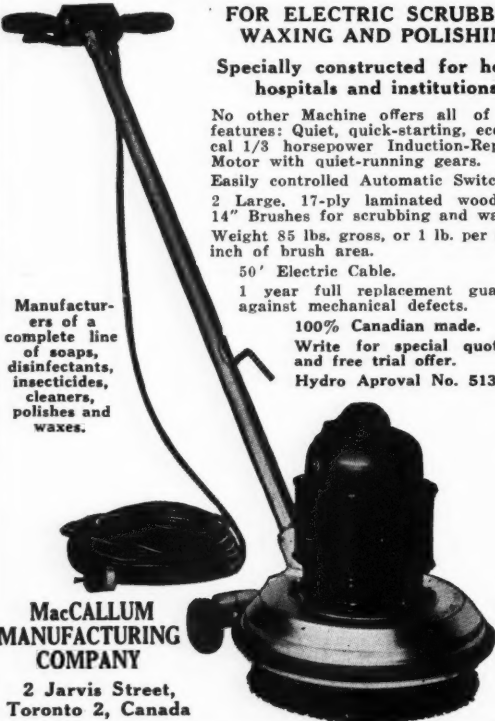 FOR ELECTRIC SCRUBB
WAXING AND POLISHIN
Specially constructed for ho
hospitals and institutions
No other Machine offers all of
features: Quiet, quick-starting, eco
cal 1/3 horsepower Induction-Rep
Motor with quiet-running gears.
Easily controlled Automatic Switc
2 Large, 17-ply laminated wood
14" Brushes for scrubbing and wa
Weight 85 lbs. gross, or 1 lb. per
inch of brush area.
50' Electric Cable.
1 year full replacement gua
against mechanical defects.
100% Canadian made.
Write for special quot
and free trial offer.
Hydro Aproval No. 513
Manufactur-
ers of a
complete line
of soaps,
disinfectants,
insecticides,
cleaners,
polishes and
waxes.
MacCALLUM
MANUFACTURING
COMPANY
2 Jarvis Street,
Toronto 2, Canada